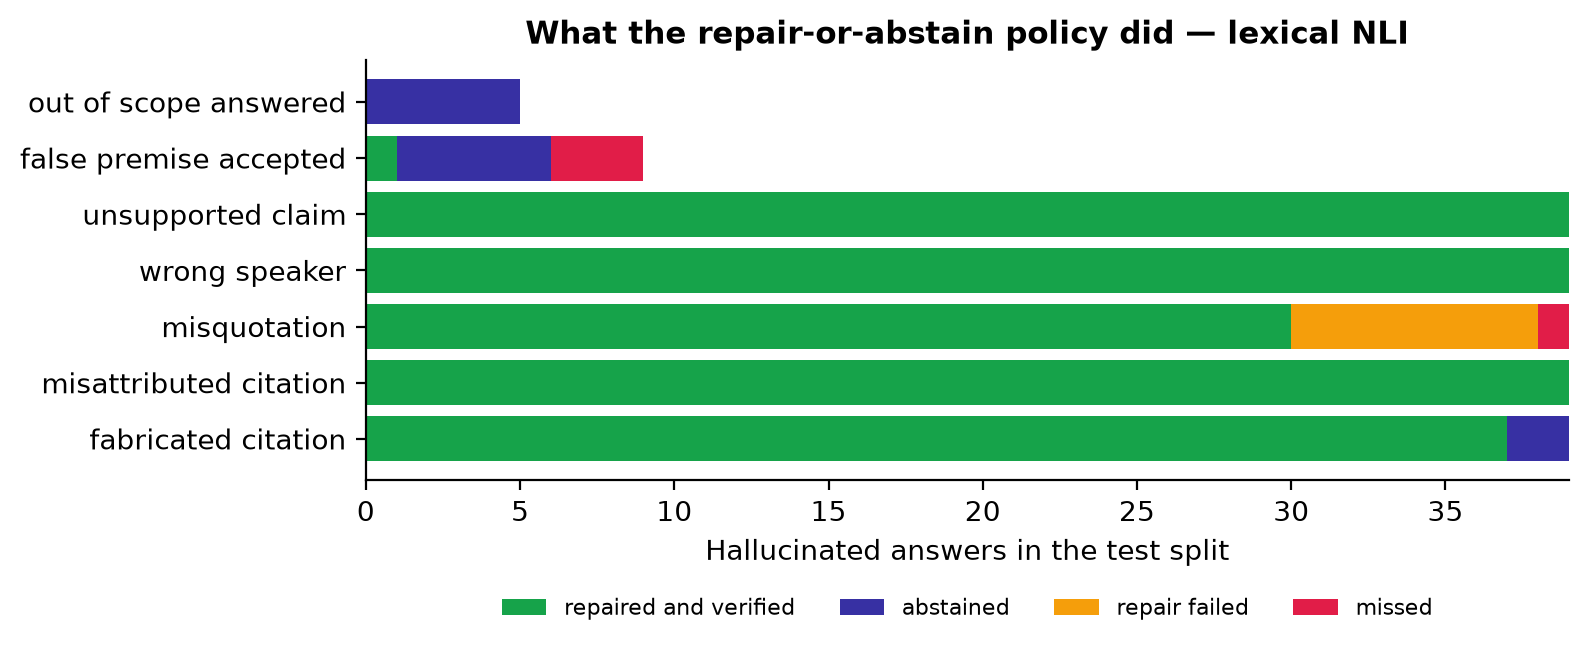 What the repair-or-abstain policy did — lexical NLI
out of scope answered
false premise accepted
unsupported claim
wrong speaker
misquotation
misattributed citation
fabricated citation
0 5 10 15 20 25 30 35
Hallucinated answers in the test split
repaired and verified abstained repair failed missed